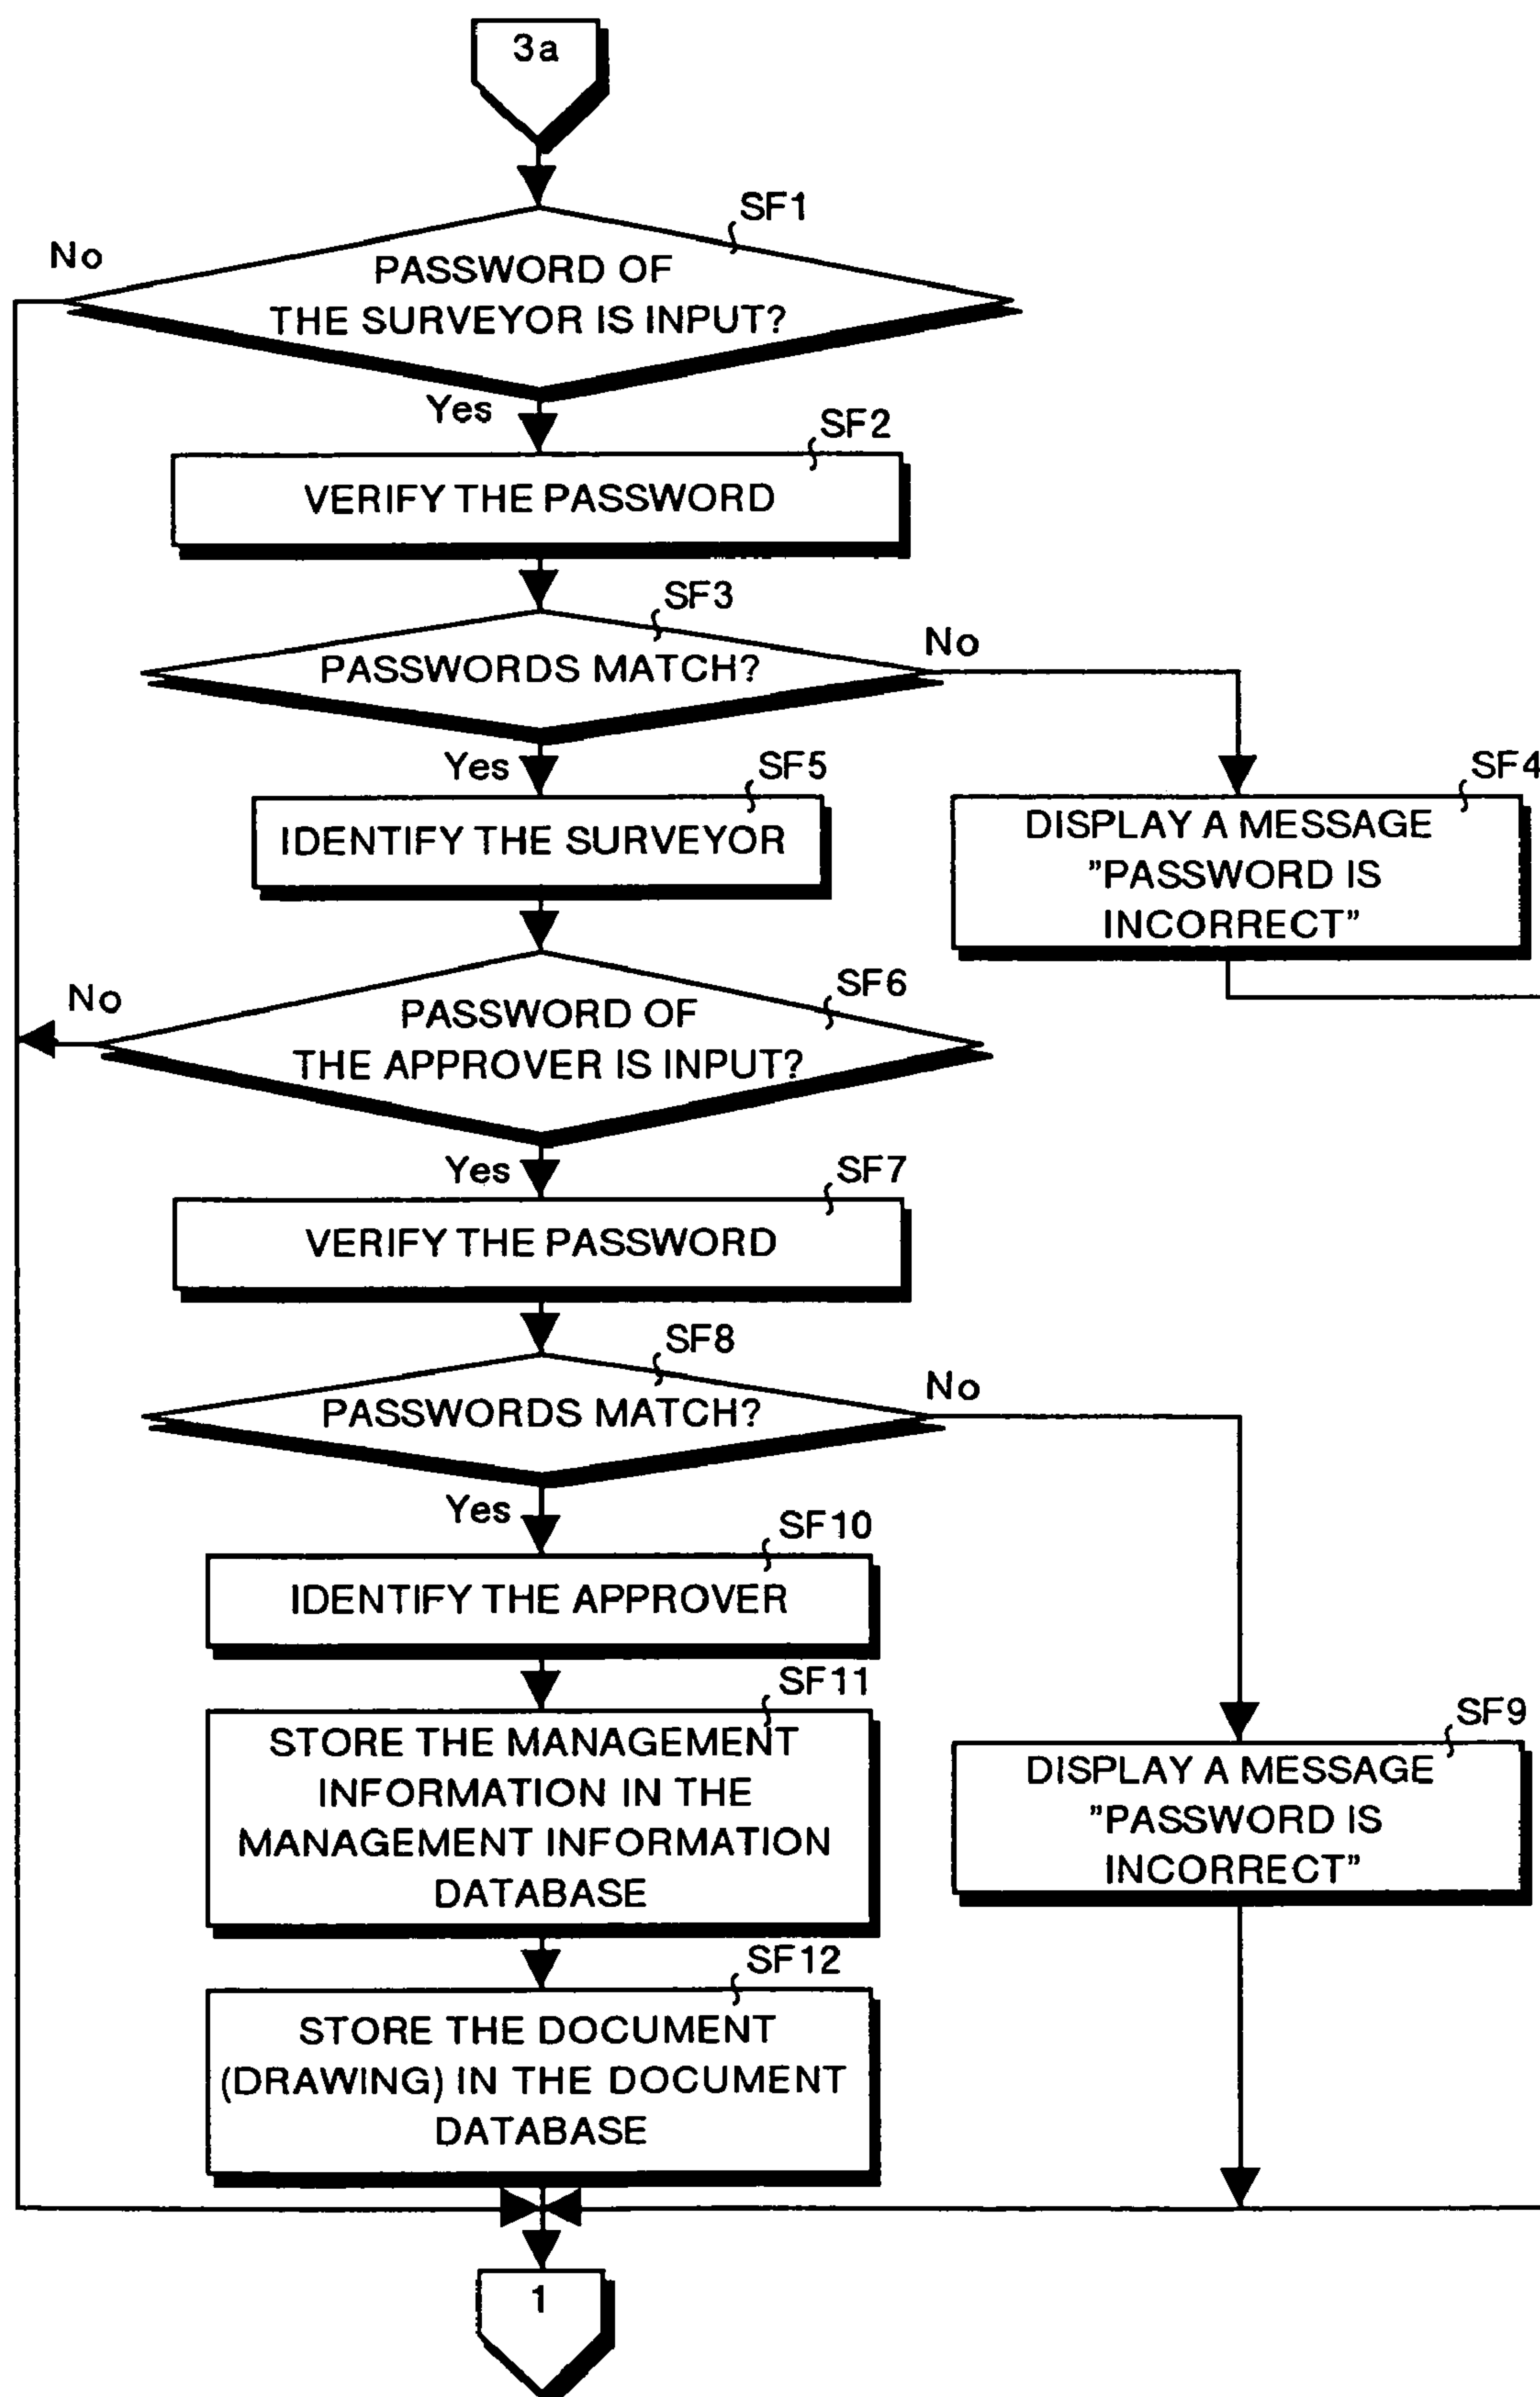 3a
SF1
No
PASSWORD OF
THE SURVEYOR IS INPUT?
Yes
SF2
VERIFY THE PASSWORD
SF3
No
PASSWORDS MATCH?
Yes
SF5
SF4
IDENTIFY THE SURVEYOR
DISPLAY A MESSAGE
"PASSWORD IS
INCORRECT"
SF6
No
PASSWORD OF
THE APPROVER IS INPUT?
Yes
SF7
VERIFY THE PASSWORD
SF8
No
PASSWORDS MATCH?
Yes
SF10
IDENTIFY THE APPROVER
SF11
STORE THE MANAGEMENT
INFORMATION IN THE
MANAGEMENT INFORMATION
DATABASE
SF9
DISPLAY A MESSAGE
"PASSWORD IS
INCORRECT"
SF12
STORE THE DOCUMENT
(DRAWING) IN THE DOCUMENT
DATABASE
1